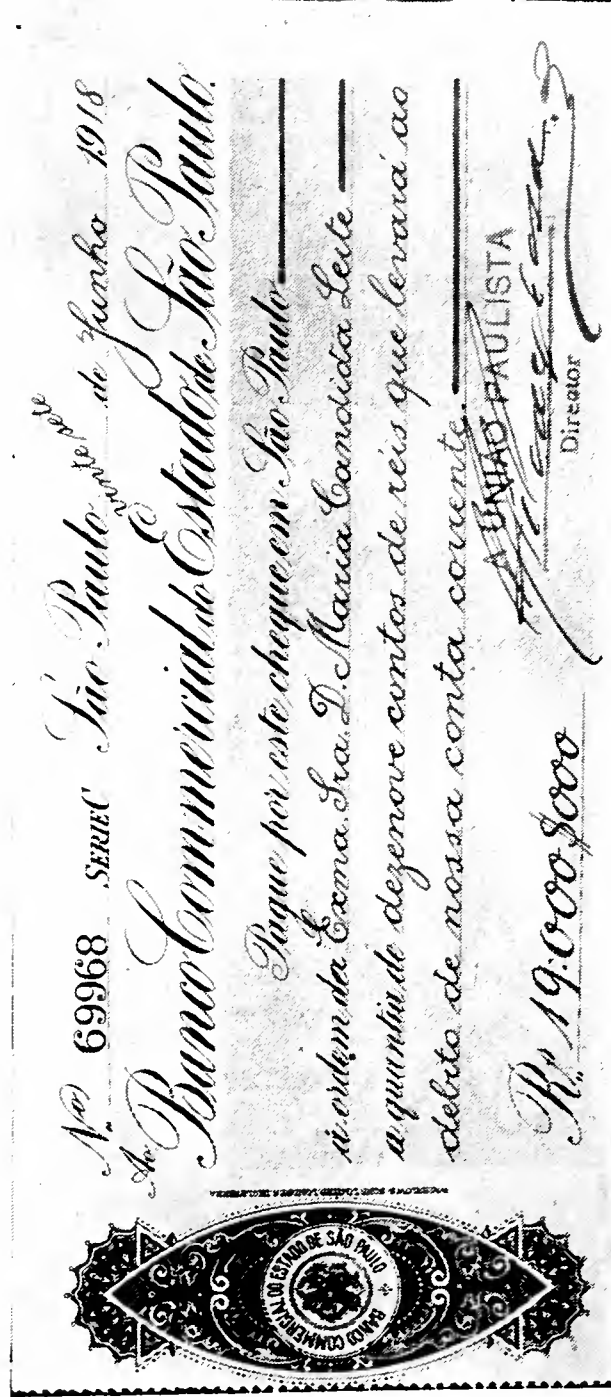 No 69968 SERIE C São Paulo vinte sete de Junho 1918
Ao Banco Commercial do Estado de São Paulo.
Pague por este cheque em São Paulo
á ordem da Exma. Sra. D. Maria Candida Leite
a quantia de dezenove contos de réis que levará ao
debito de nossa conta corrente.
A UNIÃO PAULISTA
Rs 19:000$000
Director
BANCO COMMERCIAL DO ESTADO DE SÃO PAULO